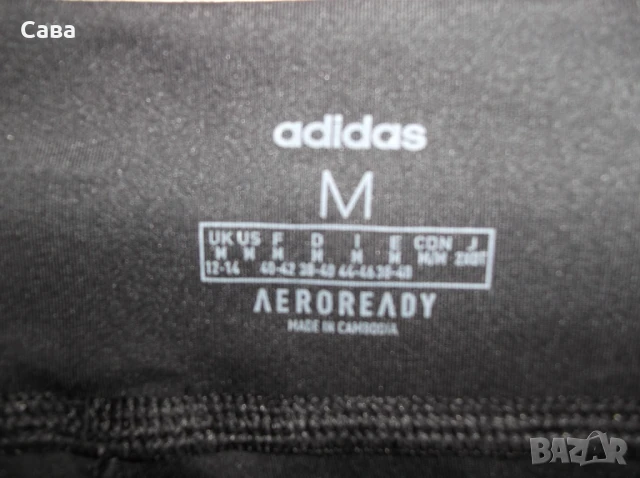 Сава
adidas
M
UK US F D I E CON J
M M M M M M M/M 2XOT
12-14 40-42 38-40 44-46 38-40
AEROREADY
MADE IN CAMBODIA
BAZAR